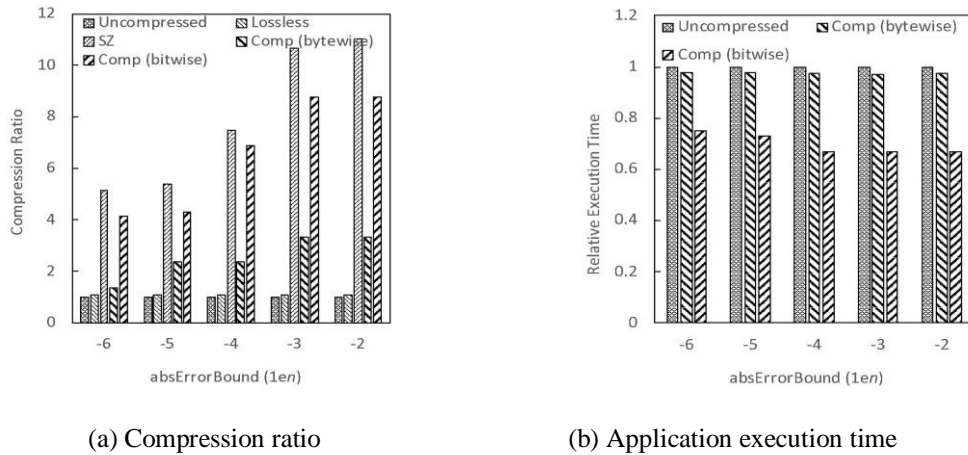 12
10
8
6
4
2
0
Compression Ratio
Uncompressed
Lossless
SZ
Comp (bytewise)
Comp (bitwise)
-6 -5 -4 -3 -2
absErrorBound (1en)
(a) Compression ratio
1.2
1
0.8
0.6
0.4
0.2
0
Relative Execution Time
Uncompressed
Comp (bytewise)
Comp (bitwise)
-6 -5 -4 -3 -2
absErrorBound (1en)
(b) Application execution time